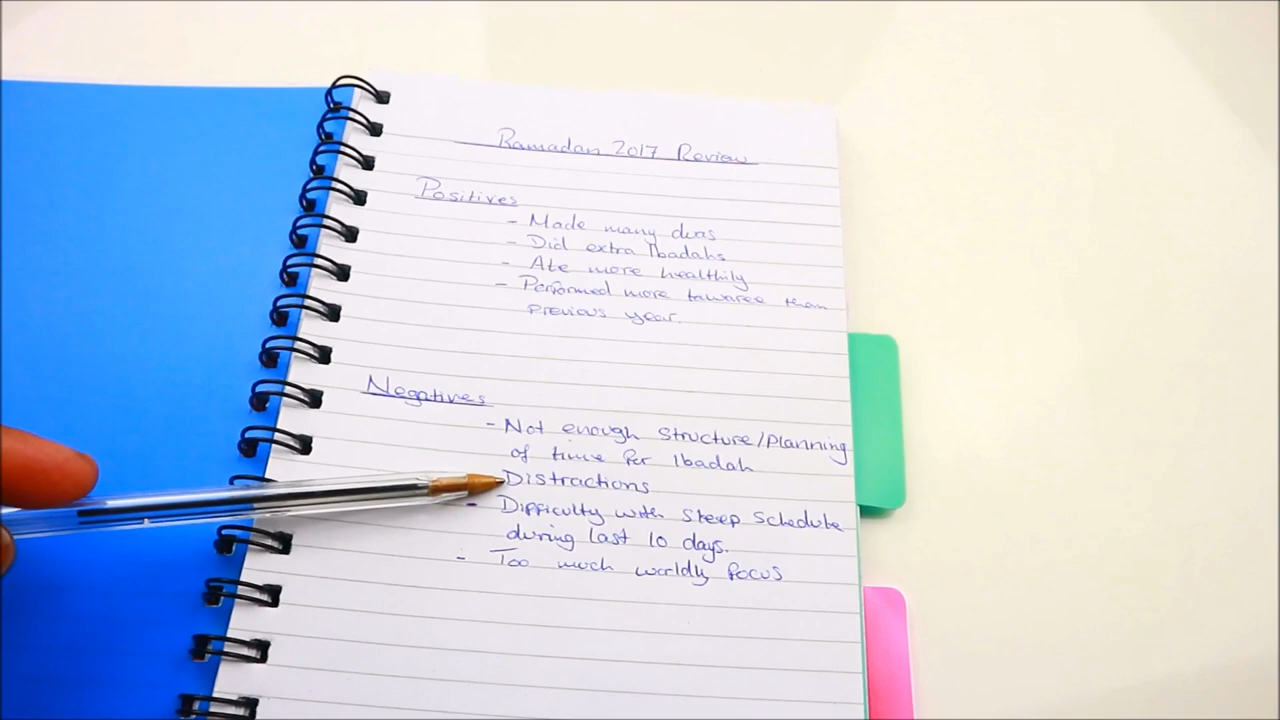 Ramadan 2017 Review
Positives
- Made many duas
- Did extra Ibadahs
- Ate more healthily
- Performed more taweree than
previous year.
Negatives
- Not enough structure/planning
of time for Ibadah
- Distractions
- Difficulty with sleep schedule
during last 10 days.
- Too much worldly focus